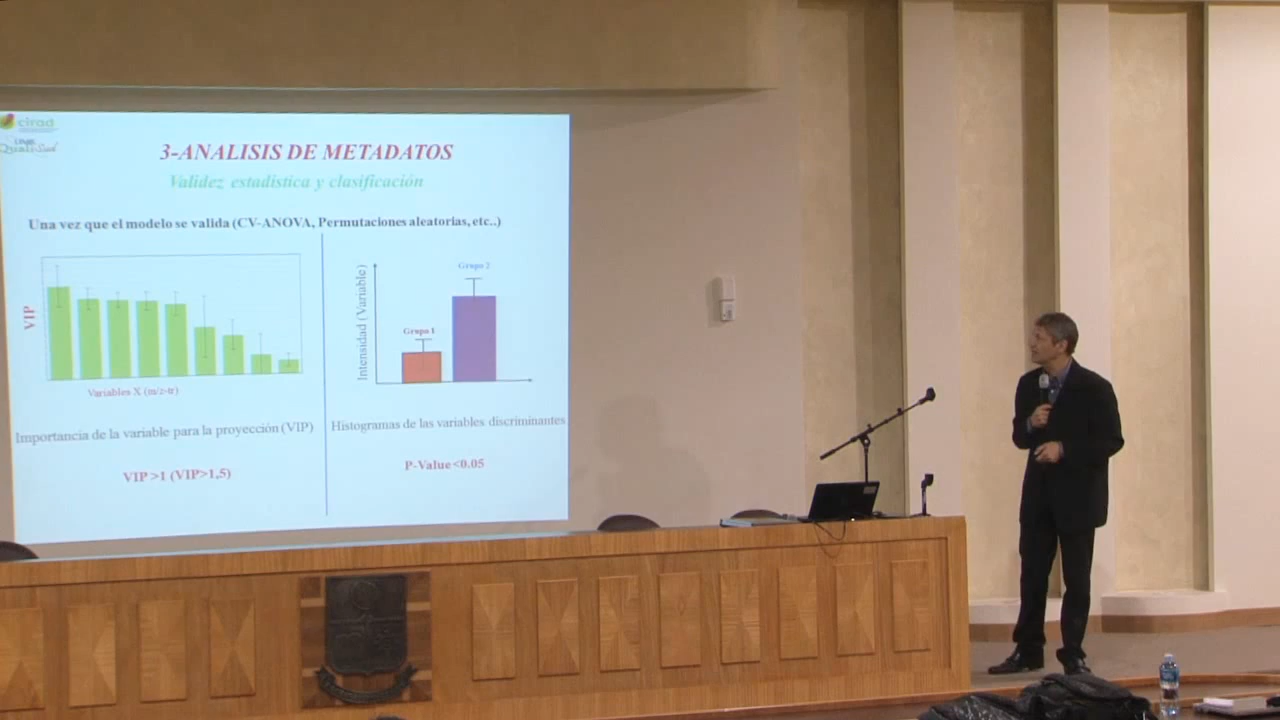 cirad
Qualisud
3-ANALISIS DE METADATOS
Validez estadistica y clasificación
Una vez que el modelo se valida (CV-ANOVA, Permutaciones aleatorias, etc..)
VIP
Variables X (m/z-tr)
Importancia de la variable para la proyección (VIP)
VIP >1 (VIP>1,5)
Intensidad (Variable)
Grupo 1
Grupo 2
Histogramas de las variables discriminantes
P-Value <0.05